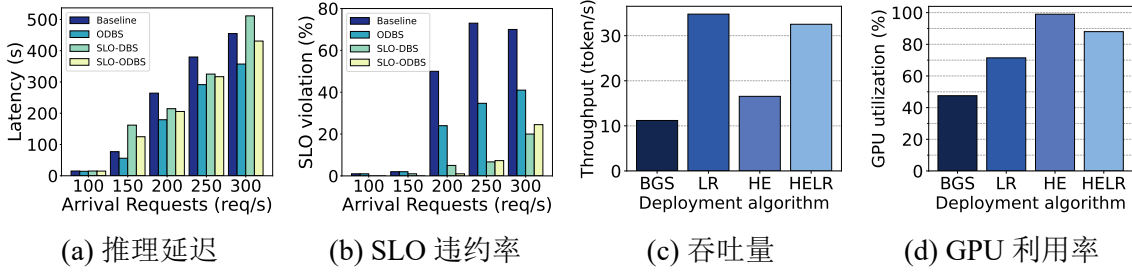 Latency (s)
500
400
300
200
100
0
Baseline
ODBS
SLO-DBS
SLO-ODBS
100 150 200 250 300
Arrival Requests (req/s)
(a) 推理延迟
SLO violation (%)
80
60
40
20
0
Baseline
ODBS
SLO-DBS
SLO-ODBS
100 150 200 250 300
Arrival Requests (req/s)
(b) SLO 违约率
Throughput (token/s)
30
20
10
0
BGS LR HE HELR
Deployment algorithm
(c) 吞吐量
GPU utilization (%)
100
80
60
40
20
0
BGS LR HE HELR
Deployment algorithm
(d) GPU 利用率